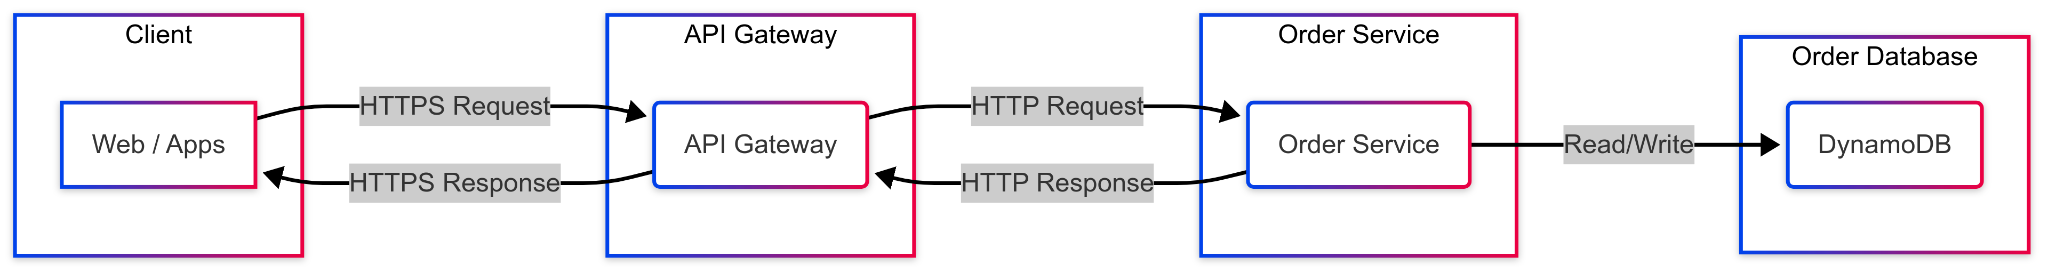 Client
Web / Apps
HTTPS Request
HTTPS Response
API Gateway
API Gateway
HTTP Request
HTTP Response
Order Service
Order Service
Read/Write
Order Database
DynamoDB